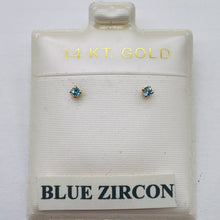 14 KT. GOLD
BLUE ZIRCON